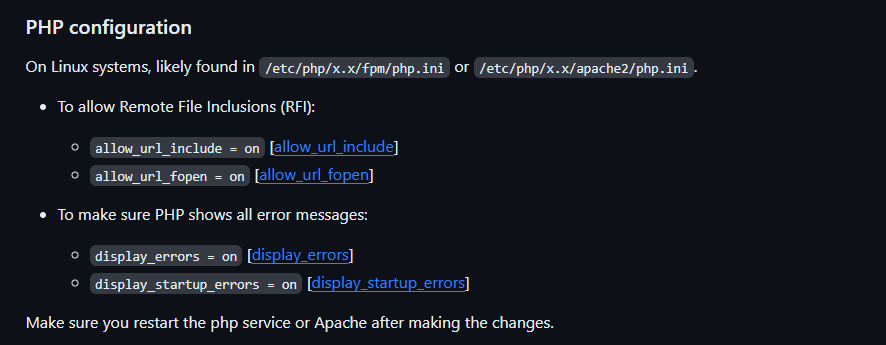 PHP configuration
On Linux systems, likely found in /etc/php/x.x/fpm/php.ini or /etc/php/x.x/apache2/php.ini.
To allow Remote File Inclusions (RFI):
allow_url_include = on [allow_url_include]
allow_url_fopen = on [allow_url_fopen]
To make sure PHP shows all error messages:
display_errors = on [display_errors]
display_startup_errors = on [display_startup_errors]
Make sure you restart the php service or Apache after making the changes.